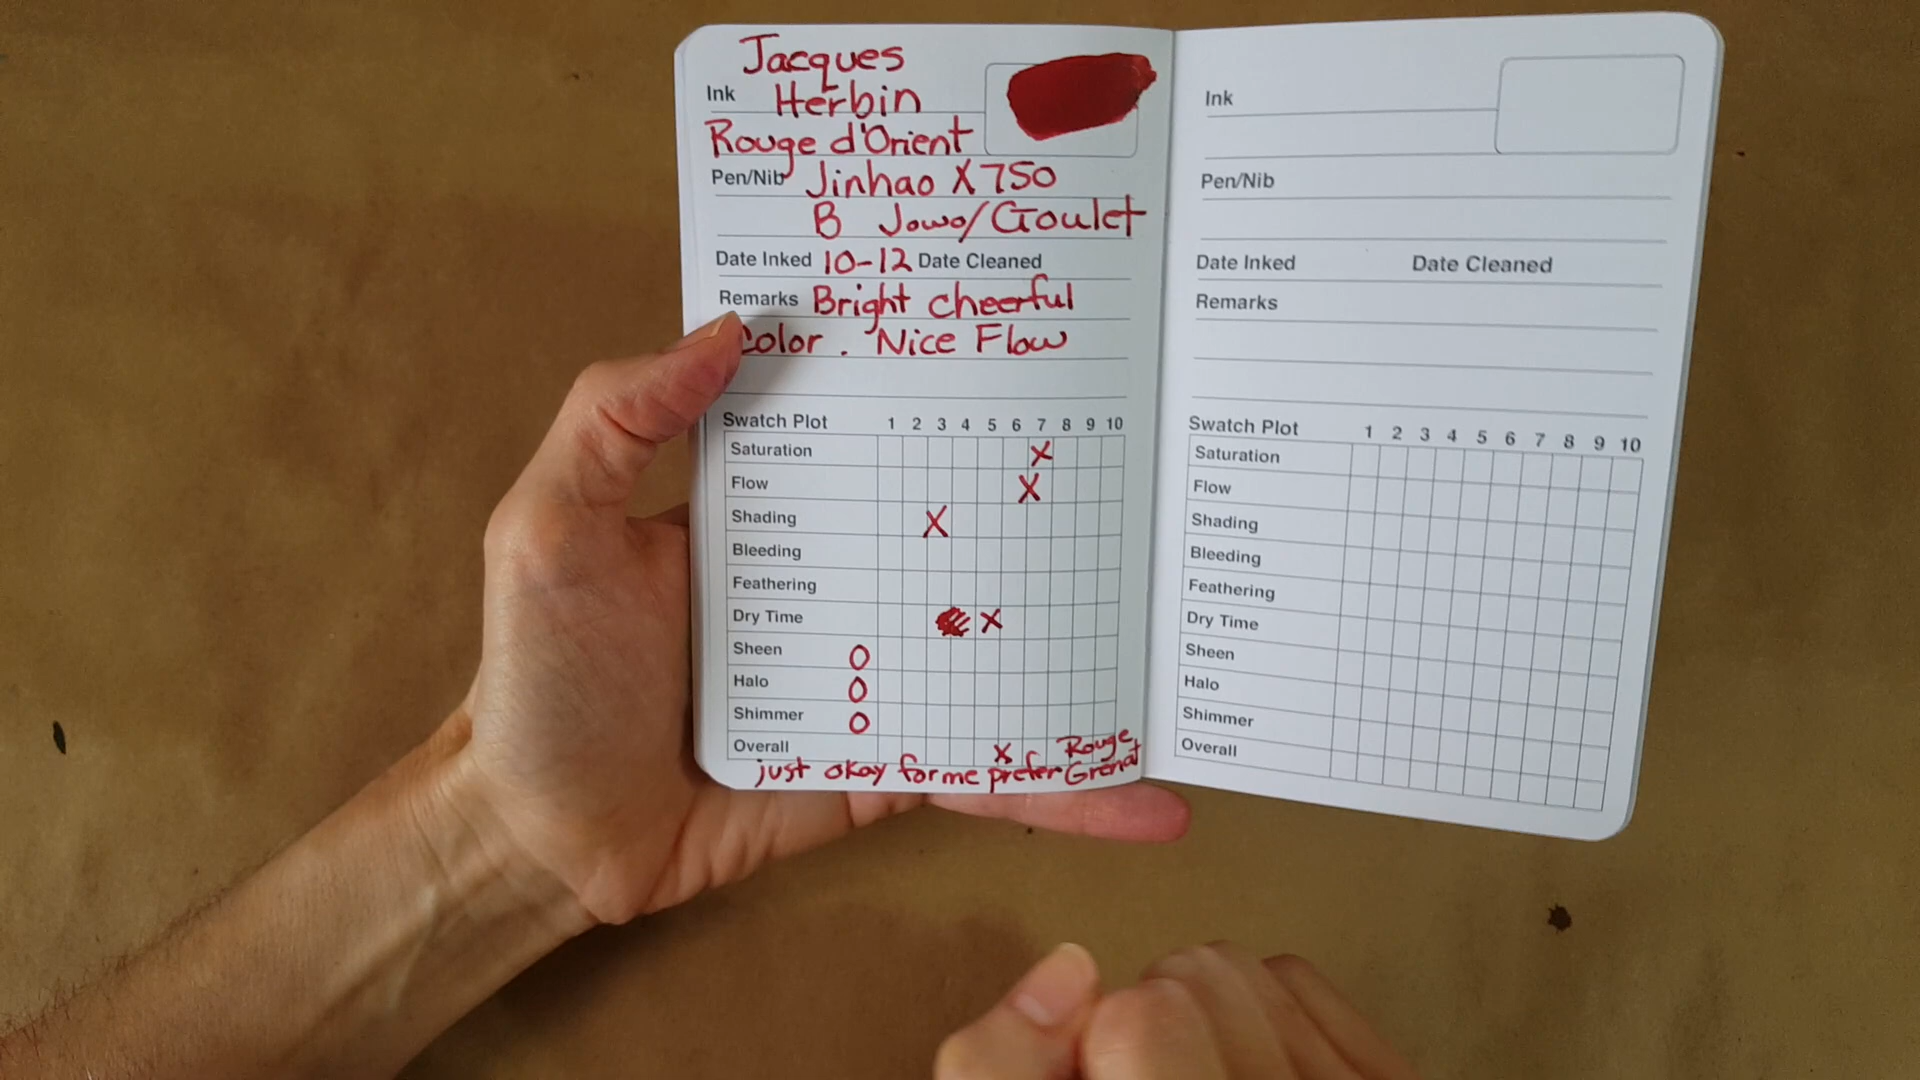 Jacques
Ink Herbin
Rouge d'Orient
Pen/Nib Jinhao X750
B Jowo/Goulet
Date Inked 10-12 Date Cleaned
Remarks Bright cheerful
Color. Nice Flow
Swatch Plot 1 2 3 4 5 6 7 8 9 10
Saturation X
Flow X
Shading X
Bleeding
Feathering
Dry Time X
Sheen O
Halo O
Shimmer O
Overall X Rouge
just okay for me prefer Grenat
Ink
Pen/Nib
Date Inked Date Cleaned
Remarks
Swatch Plot 1 2 3 4 5 6 7 8 9 10
Saturation
Flow
Shading
Bleeding
Feathering
Dry Time
Sheen
Halo
Shimmer
Overall